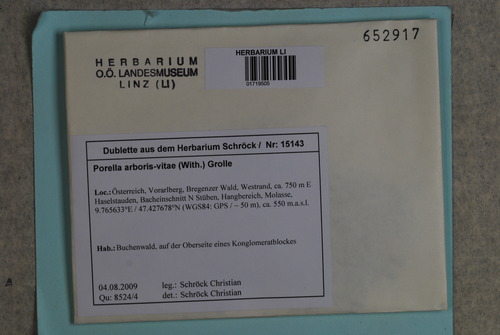 652917
HERBARIUM
O.Ö. LANDESMUSEUM
LINZ (LI)
HERBARIUM LI
01719505
Dublette aus dem Herbarium Schröck / Nr: 15143
Porella arboris-vitae (With.) Grolle
Loc.: Österreich, Vorarlberg, Bregenzer Wald, Westrand, ca. 750 m E
Haselstauden, Bacheinschnitt N Stüben, Hangbereich, Molasse,
9.765633°E / 47.427678°N (WGS84: GPS / ~ 50 m), ca. 550 m.a.s.l.
Hab.: Buchenwald, auf der Oberseite eines Konglomeratblockes
04.08.2009 leg.: Schröck Christian
Qu: 8524/4 det.: Schröck Christian